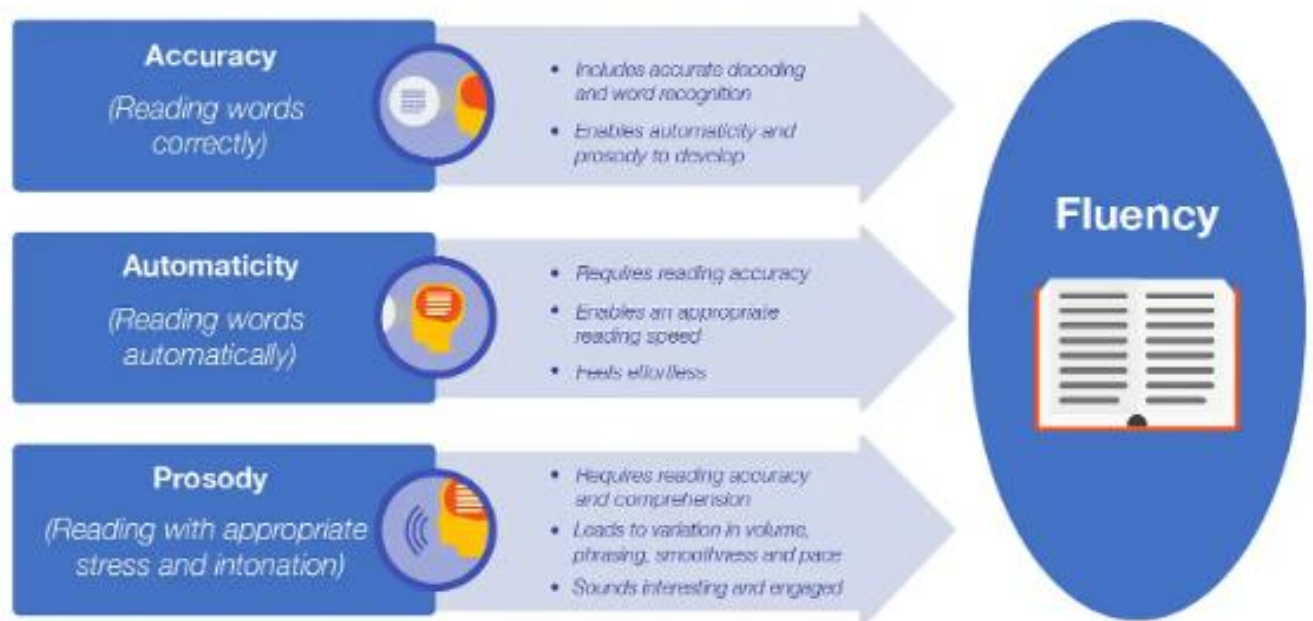 Accuracy
(Reading words
correctly)
• Includes accurate decoding
and word recognition
• Enables automaticity and
prosody to develop
Automaticity
(Reading words
automatically)
• Requires reading accuracy
• Enables an appropriate
reading speed
• Feels effortless
Prosody
(Reading with appropriate
stress and intonation)
• Requires reading accuracy
and comprehension
• Leads to variation in volume,
phrasing, smoothness and pace
• Sounds interesting and engaged
Fluency